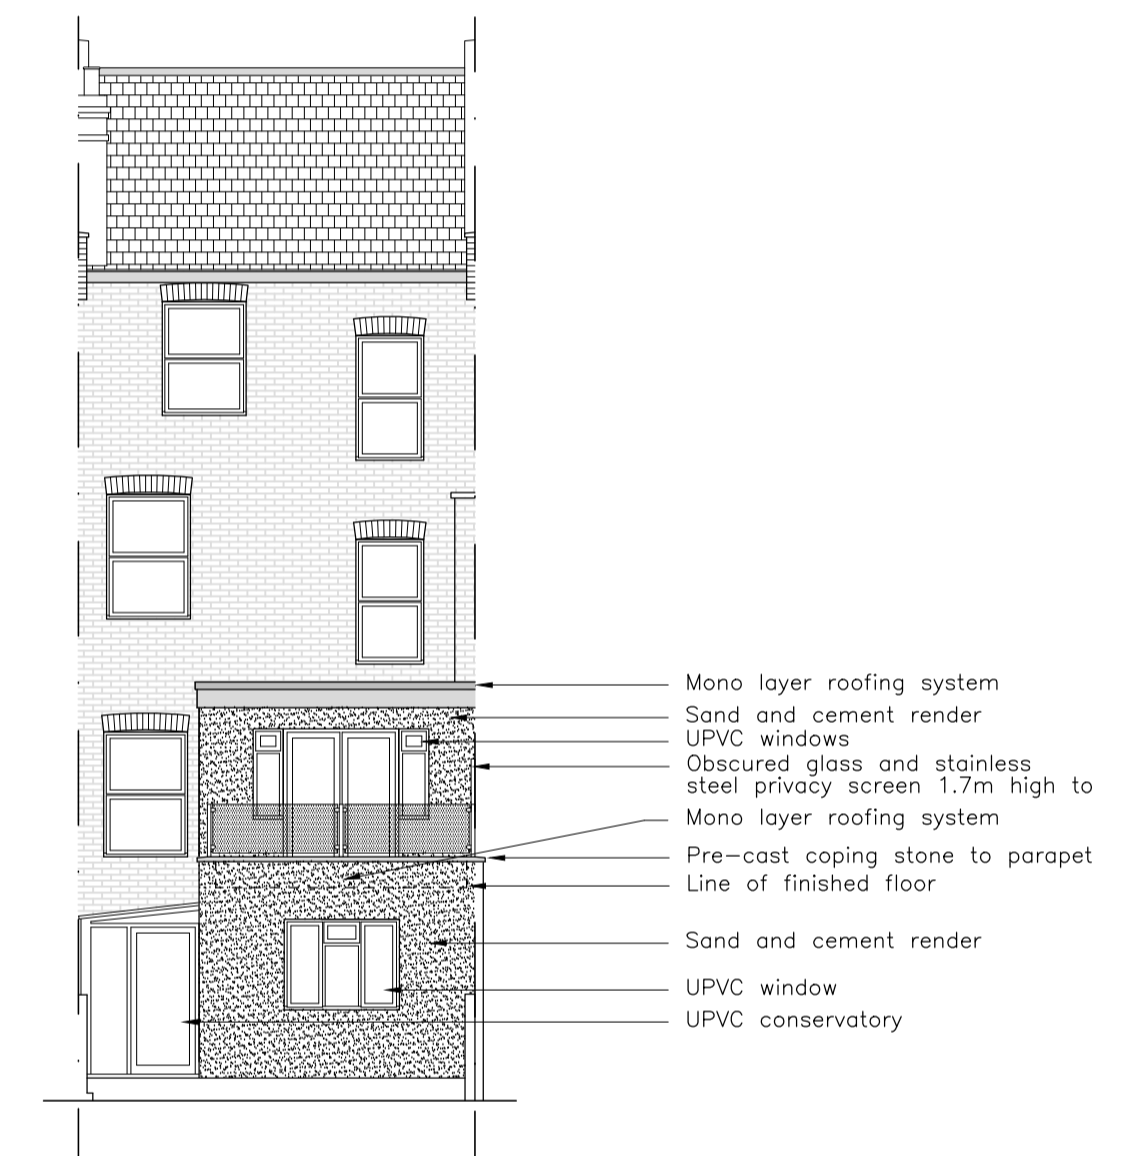 Mono layer roofing system
Sand and cement render
UPVC windows
Obscured glass and stainless
steel privacy screen 1.7m high to
Mono layer roofing system
Pre-cast coping stone to parapet
Line of finished floor
Sand and cement render
UPVC window
UPVC conservatory